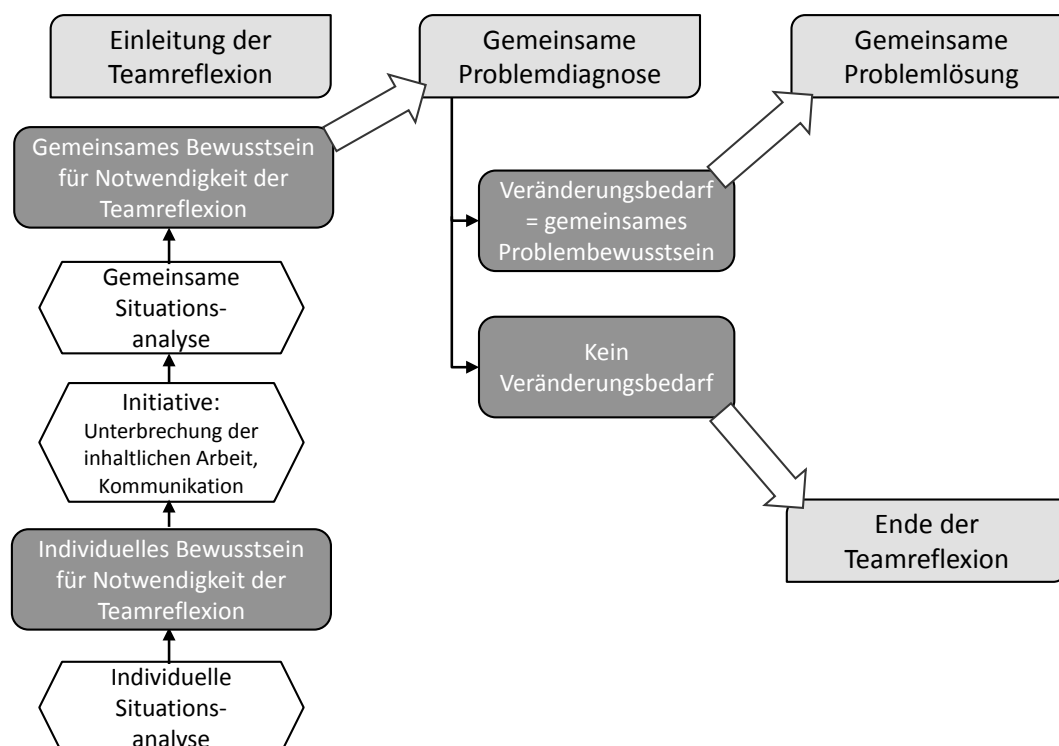 Einleitung der
Teamreflexion
Gemeinsame
Problemdiagnose
Gemeinsame
Problemlösung
Gemeinsames Bewusstsein
für Notwendigkeit der
Teamreflexion
Veränderungsbedarf
= gemeinsames
Problembewusstsein
Gemeinsame
Situations-
analyse
Kein
Veränderungsbedarf
Initiative:
Unterbrechung der
inhaltlichen Arbeit,
Kommunikation
Ende der
Teamreflexion
Individuelles Bewusstsein
für Notwendigkeit der
Teamreflexion
Individuelle
Situations-
analyse